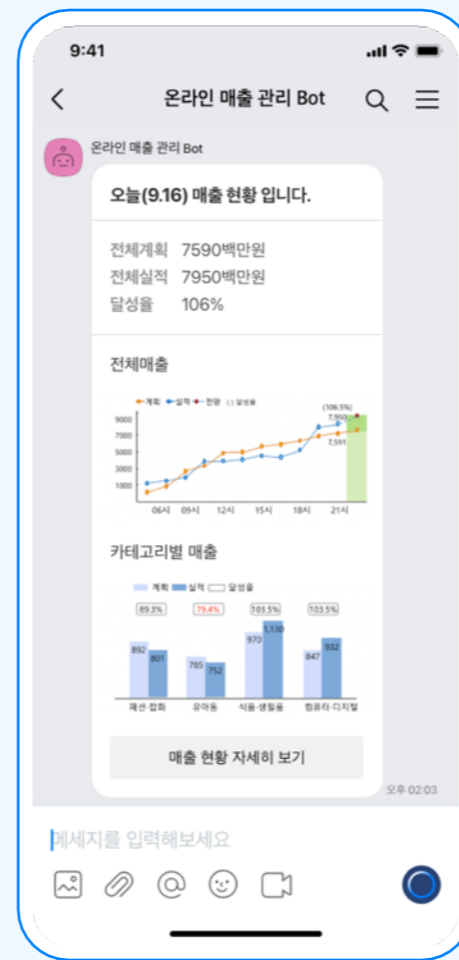 9:41
온라인 매출 관리 Bot
온라인 매출 관리 Bot
오늘(9.16) 매출 현황 입니다.
전체계획 7590백만원
전체실적 7950백만원
달성율 106%
전체매출
계획 실적 전망 ( ) 달성율
(106.5%)
7,950
9000
7000
5000
3000
1000
7,591
06시 09시 12시 15시 18시 21시
카테고리별 매출
계획 실적 달성율
89.3% 79.4% 103.5% 103.5%
892 801 785 752 970 1,130 847 932
패션·잡화 유아동 식품·생필품 컴퓨터·디지털
매출 현황 자세히 보기
오후 02:03
메세지를 입력해보세요